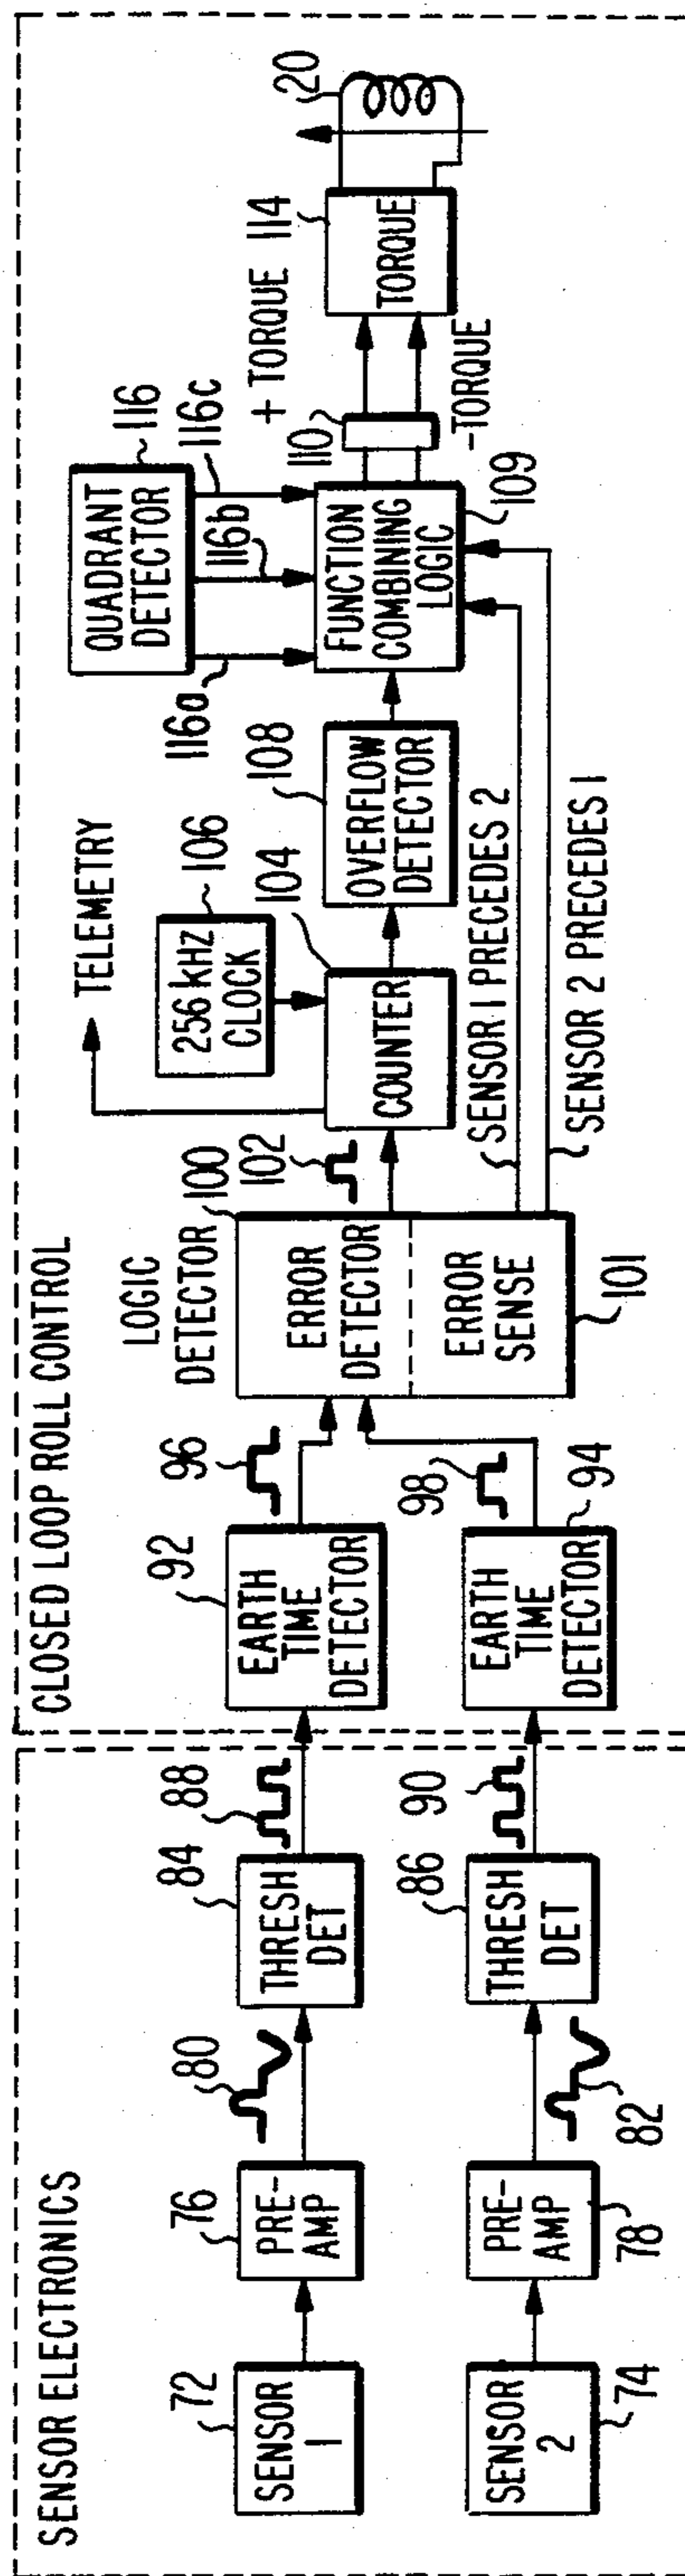 SENSOR ELECTRONICS
72
SENSOR
1
76
PRE-
AMP
80
84
THRESH
DET
88
74
SENSOR
2
78
PRE-
AMP
82
86
THRESH
DET
90
CLOSED LOOP ROLL CONTROL
92
EARTH
TIME
DETECTOR
96
94
EARTH
TIME
DETECTOR
98
LOGIC
DETECTOR
100
ERROR
DETECTOR
ERROR
SENSE
101
102
TELEMETRY
106
256 kHz
CLOCK
104
COUNTER
108
OVERFLOW
DETECTOR
SENSOR 1 PRECEDES 2
SENSOR 2 PRECEDES 1
QUADRANT
DETECTOR
116
116a
116b
116c
FUNCTION
COMBINING
LOGIC
109
110
+ TORQUE
-TORQUE
114
TORQUE
20